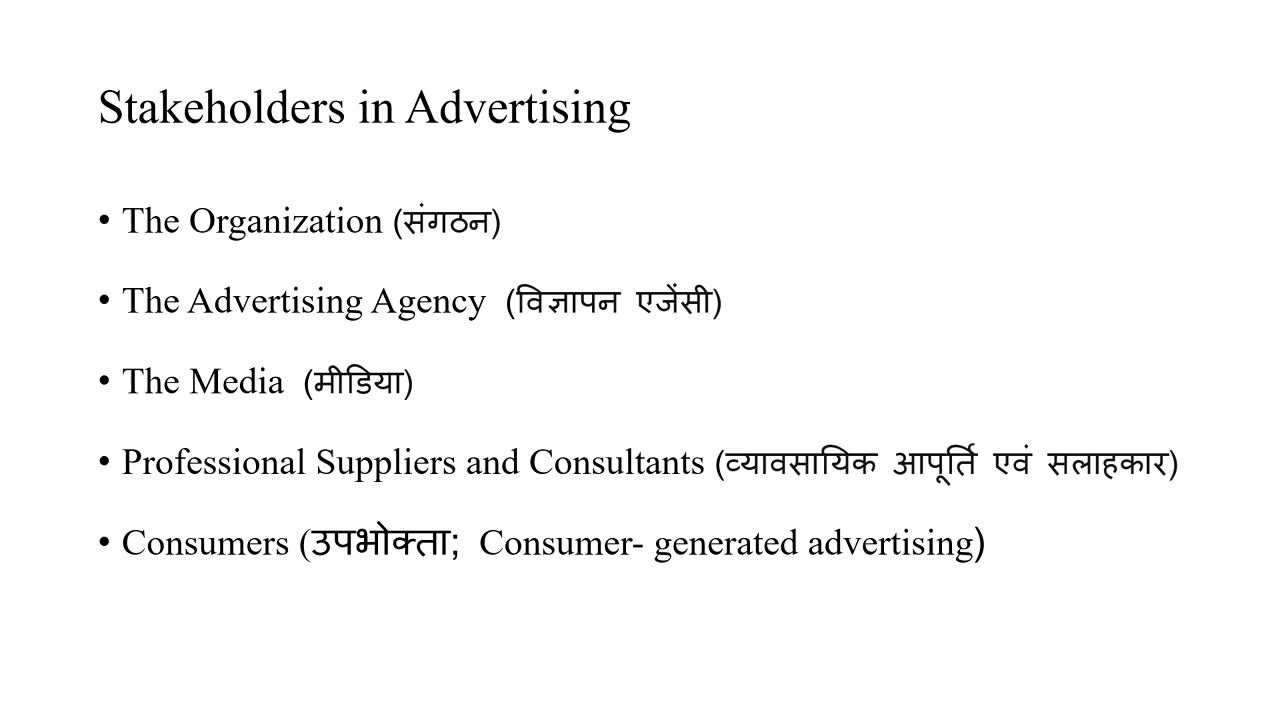 Stakeholders in Advertising
• The Organization (संगठन)
• The Advertising Agency (विज्ञापन एजेंसी)
• The Media (मीडिया)
• Professional Suppliers and Consultants (व्यावसायिक आपूर्ति एवं सलाहकार)
• Consumers (उपभोक्ता; Consumer- generated advertising)